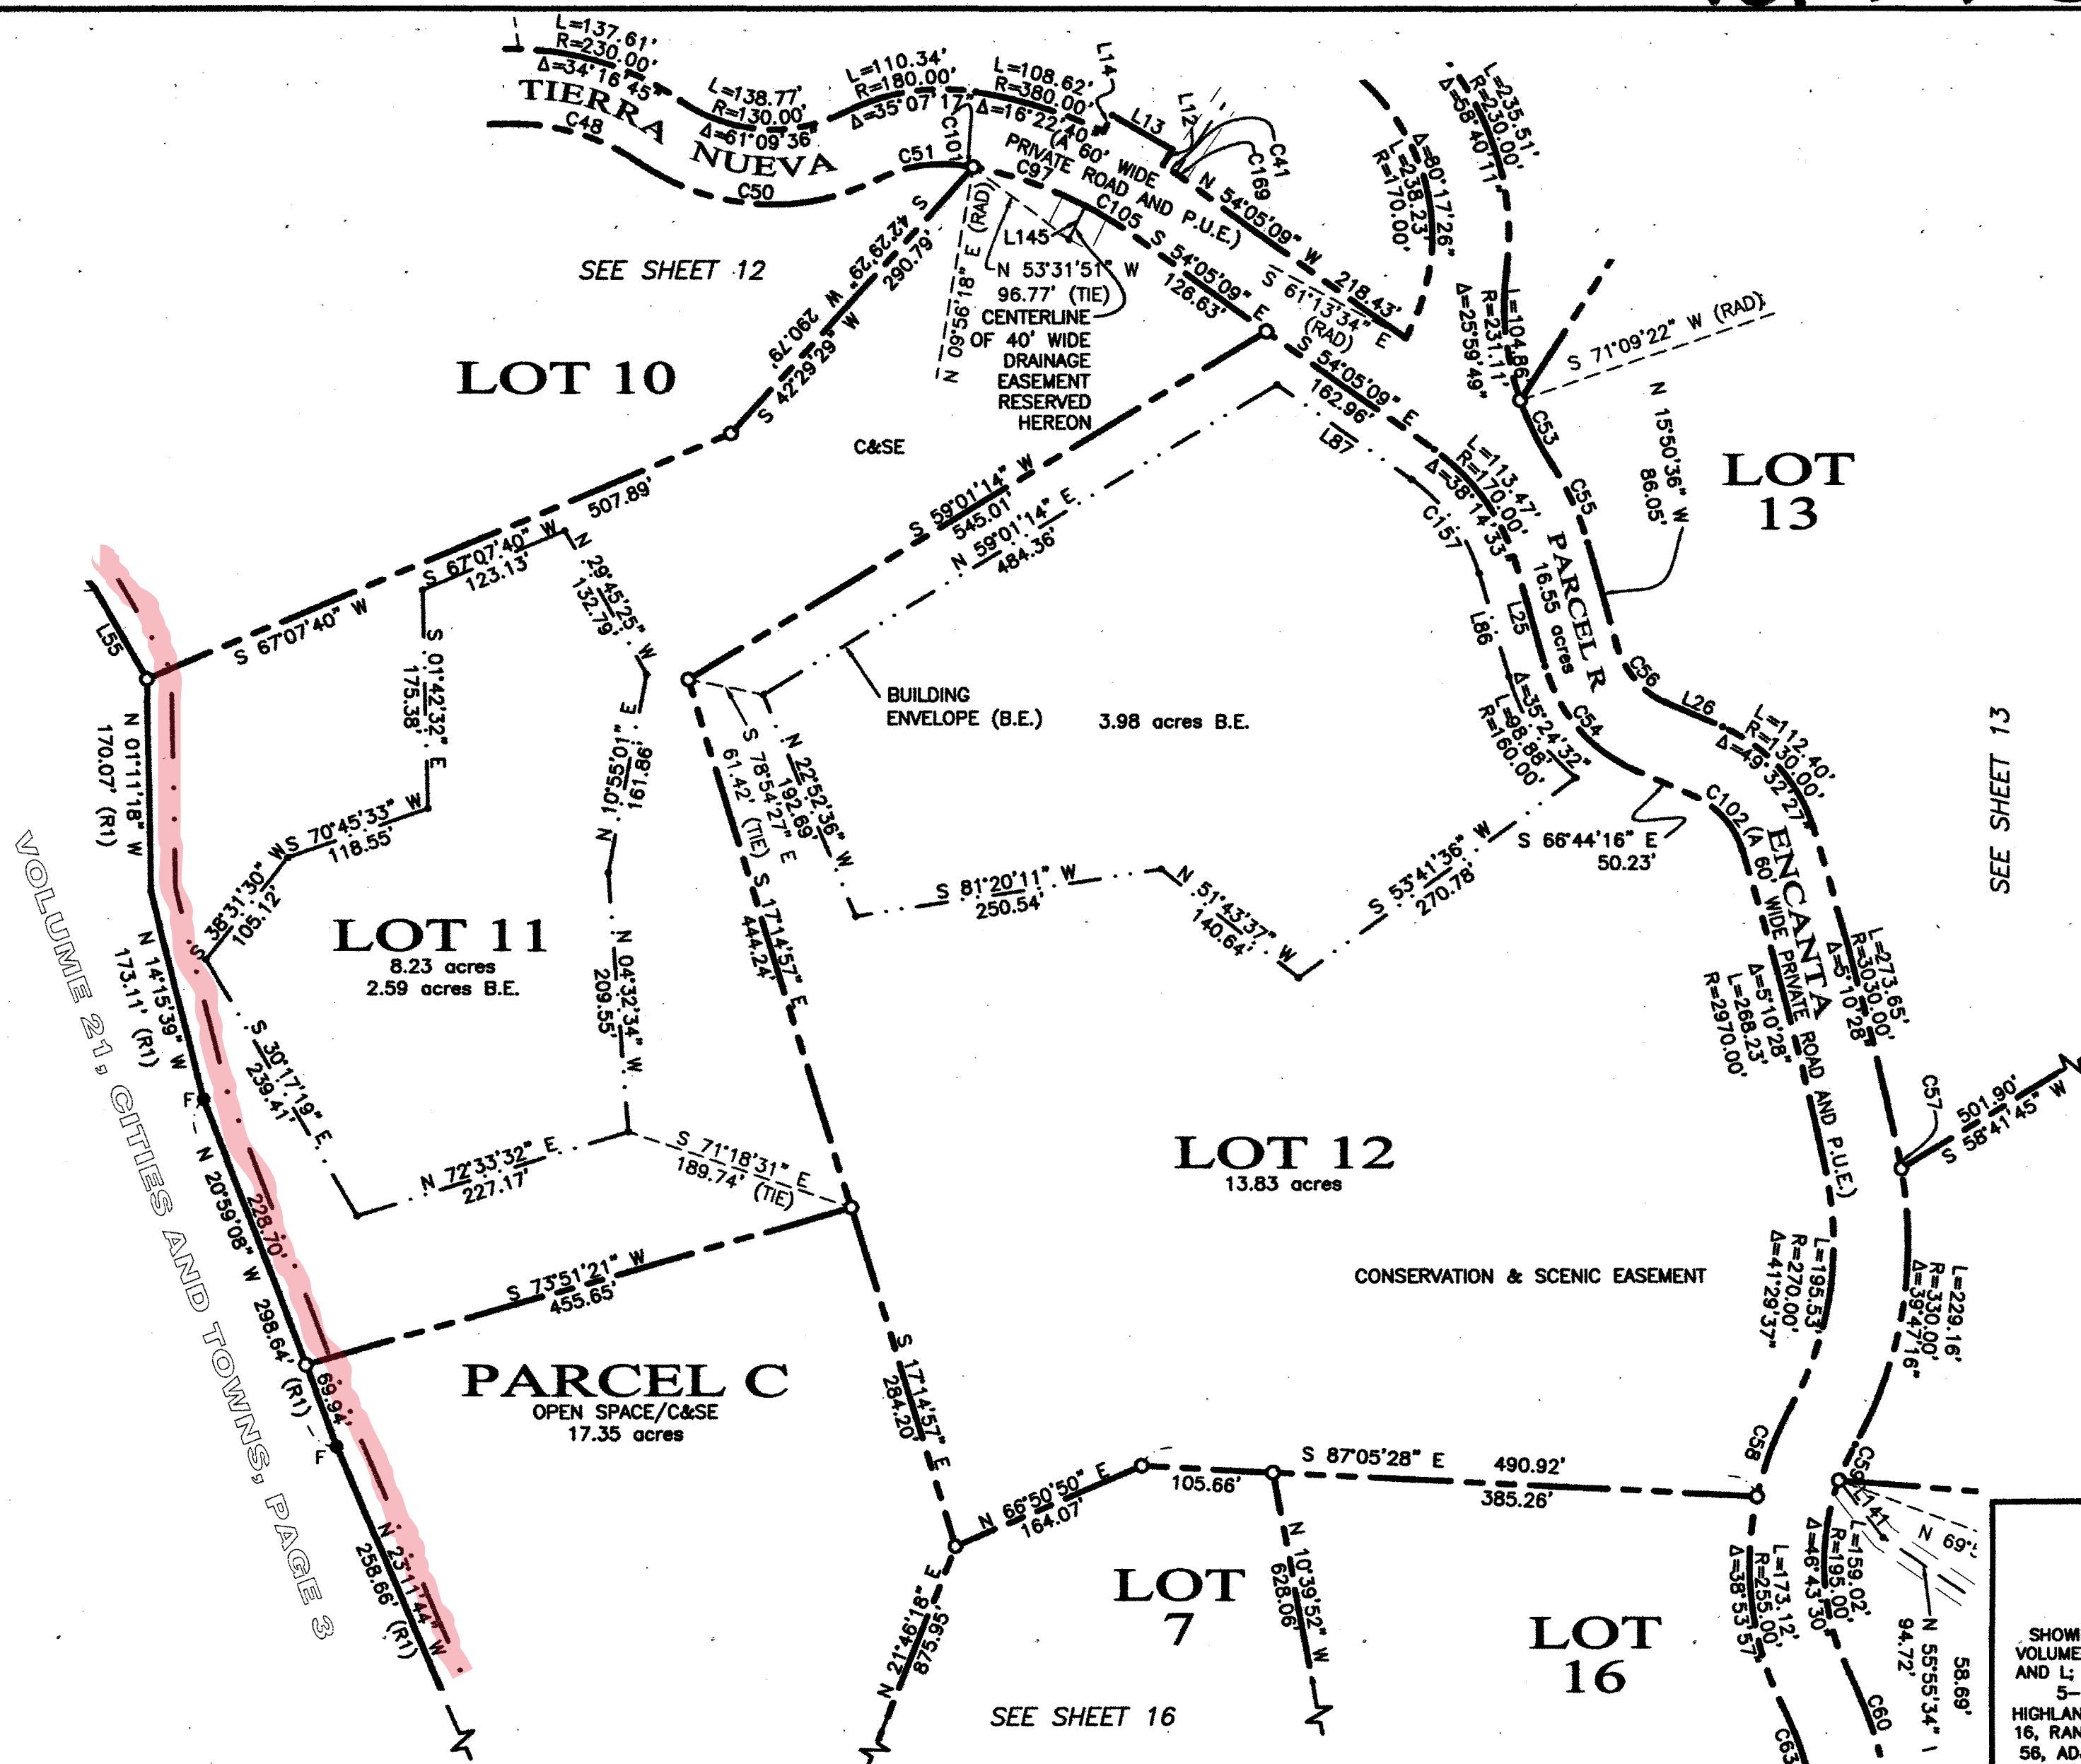 L=137.61'
R=230.00'
Δ=34°16'45"
TIERRA NUEVA
C48
L=138.77'
R=130.00'
Δ=61°09'36"
C50
L=110.34'
R=180.00'
Δ=35°07'17"
C51
C101
L=108.62'
R=380.00'
Δ=16°22'40"
(A 60' WIDE
PRIVATE ROAD AND P.U.E.)
L14
L13
L12
C41
C169
C97
C105
L145
N 54°05'09" W 218.43'
S 54°05'09" E
126.63'
S 61°13'34" E
(RAD)
N 09°56'18" E (RAD)
N 53°31'51" W
96.77' (TIE)
CENTERLINE
OF 40' WIDE
DRAINAGE
EASEMENT
RESERVED
HEREON
S 42°29'29" W
290.79'
S 42°29'29" W
290.79'
SEE SHEET 12
LOT 10
C&SE
Δ=80°17'26"
L=238.23'
R=170.00'
L=235.51'
R=230.00'
Δ=58°40'11"
L=104.86'
R=231.11'
Δ=25°59'49"
S 71°09'22" W (RAD)
C53
C55
N 15°50'36" W
86.05'
LOT
13
S 54°05'09" E
162.96'
L87
L=113.47'
R=170.00'
Δ=38°14'33"
C157
L86
L25
PARCEL R
16.55 acres
C56
L26
C54
Δ=35°24'32"
L=98.88'
R=160.00'
L=112.40'
R=130.00'
Δ=49°32'27"
C102
S 66°44'16" E
50.23'
SEE SHEET 13
507.89'
S 67°07'40" W
S 67°07'40" W
123.13'
N 29°45'25" W
132.79'
S 59°01'14" W
545.01'
N 59°01'14" E
484.36'
L55
N 01°11'18" W
170.07' (R1)
S 01°42'32" E
175.38'
N 10°55'01" E
161.86'
BUILDING
ENVELOPE (B.E.)
3.98 acres B.E.
S 78°54'27" E
61.42' (TIE)
N 22°52'36" W
192.69'
S 70°45'33" W
118.55'
S 38°31'30" W
105.12'
LOT 11
8.23 acres
2.59 acres B.E.
N 04°32'34" W
209.55'
S 17°14'57" E
444.24'
S 81°20'11" W
250.54'
N 51°43'37" W
140.64'
S 53°41'36" W
270.78'
ENCANTA
(A 60' WIDE PRIVATE ROAD AND P.U.E.)
L=273.65'
R=3030.00'
Δ=5°10'28"
Δ=5°10'28"
L=268.23'
R=2970.00'
C57
501.90'
S 58°41'45" W
N 14°15'39" W
173.11' (R1)
F
S 30°17'19" E
239.41'
N 72°33'32" E
227.17'
S 71°18'31" E
189.74' (TIE)
LOT 12
13.83 acres
VOLUME 21, CITIES AND TOWNS, PAGE 3
N 20°59'08" W 298.64' (R1)
228.70'
S 73°51'21" W
455.65'
CONSERVATION & SCENIC EASEMENT
L=195.53'
R=270.00'
Δ=41°29'37"
L=229.16'
R=330.00'
Δ=39°47'16"
69.94'
F
PARCEL C
OPEN SPACE/C&SE
17.35 acres
S 17°14'57" E
284.20'
N 66°50'50" E
164.07'
105.66'
S 87°05'28" E
490.92'
385.26'
C58
C59
L141
N 23°11'44" W
258.66' (R1)
N 21°46'18" E
875.95'
N 10°39'52" W
628.06'
LOT
7
LOT
16
SEE SHEET 16
L=173.12'
R=255.00'
Δ=38°53'57"
L=159.02'
R=195.00'
Δ=46°43'30"
N 55°55'34"
94.72'
58.69'
C60
C63
SHOW
VOLUME
AND L;
5-
HIGHLAN
16, RAN
56, AD